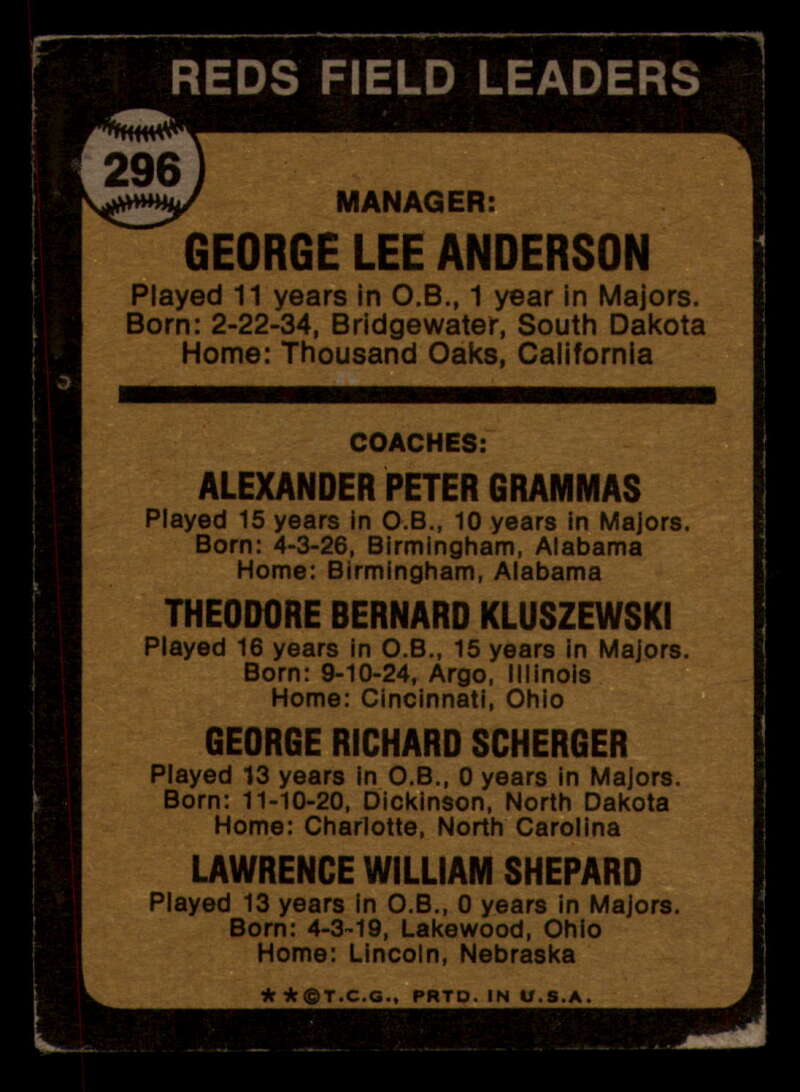 REDS FIELD LEADERS
296
MANAGER:
GEORGE LEE ANDERSON
Played 11 years in O.B., 1 year in Majors.
Born: 2-22-34, Bridgewater, South Dakota
Home: Thousand Oaks, California
COACHES:
ALEXANDER PETER GRAMMAS
Played 15 years in O.B., 10 years in Majors.
Born: 4-3-26, Birmingham, Alabama
Home: Birmingham, Alabama
THEODORE BERNARD KLUSZEWSKI
Played 16 years in O.B., 15 years in Majors.
Born: 9-10-24, Argo, Illinois
Home: Cincinnati, Ohio
GEORGE RICHARD SCHERGER
Played 13 years in O.B., 0 years in Majors.
Born: 11-10-20, Dickinson, North Dakota
Home: Charlotte, North Carolina
LAWRENCE WILLIAM SHEPARD
Played 13 years in O.B., 0 years in Majors.
Born: 4-3-19, Lakewood, Ohio
Home: Lincoln, Nebraska
* * ©T.C.G., PRTD. IN U.S.A.